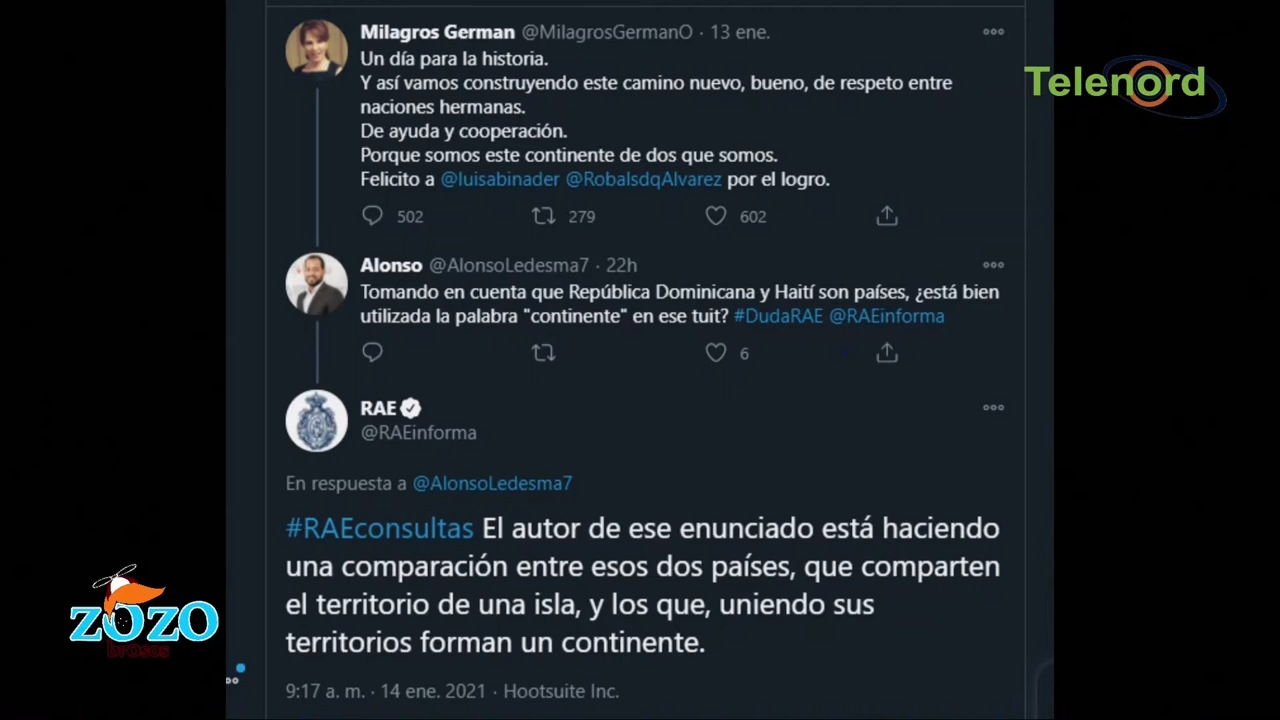 Milagros German @MilagrosGermanO · 13 ene.
Un día para la historia.
Y así vamos construyendo este camino nuevo, bueno, de respeto entre
naciones hermanas.
De ayuda y cooperación.
Porque somos este continente de dos que somos.
Felicito a @luisabinader @RobalsdqAlvarez por el logro.
502 279 602
Telenord
Alonso @AlonsoLedesma7 · 22h
Tomando en cuenta que República Dominicana y Haití son países, ¿está bien
utilizada la palabra "continente" en ese tuit? #DudaRAE @RAEinforma
6
RAE
@RAEinforma
En respuesta a @AlonsoLedesma7
#RAEconsultas El autor de ese enunciado está haciendo
una comparación entre esos dos países, que comparten
el territorio de una isla, y los que, uniendo sus
territorios forman un continente.
9:17 a. m. · 14 ene. 2021 · Hootsuite Inc.
zozo
brosos